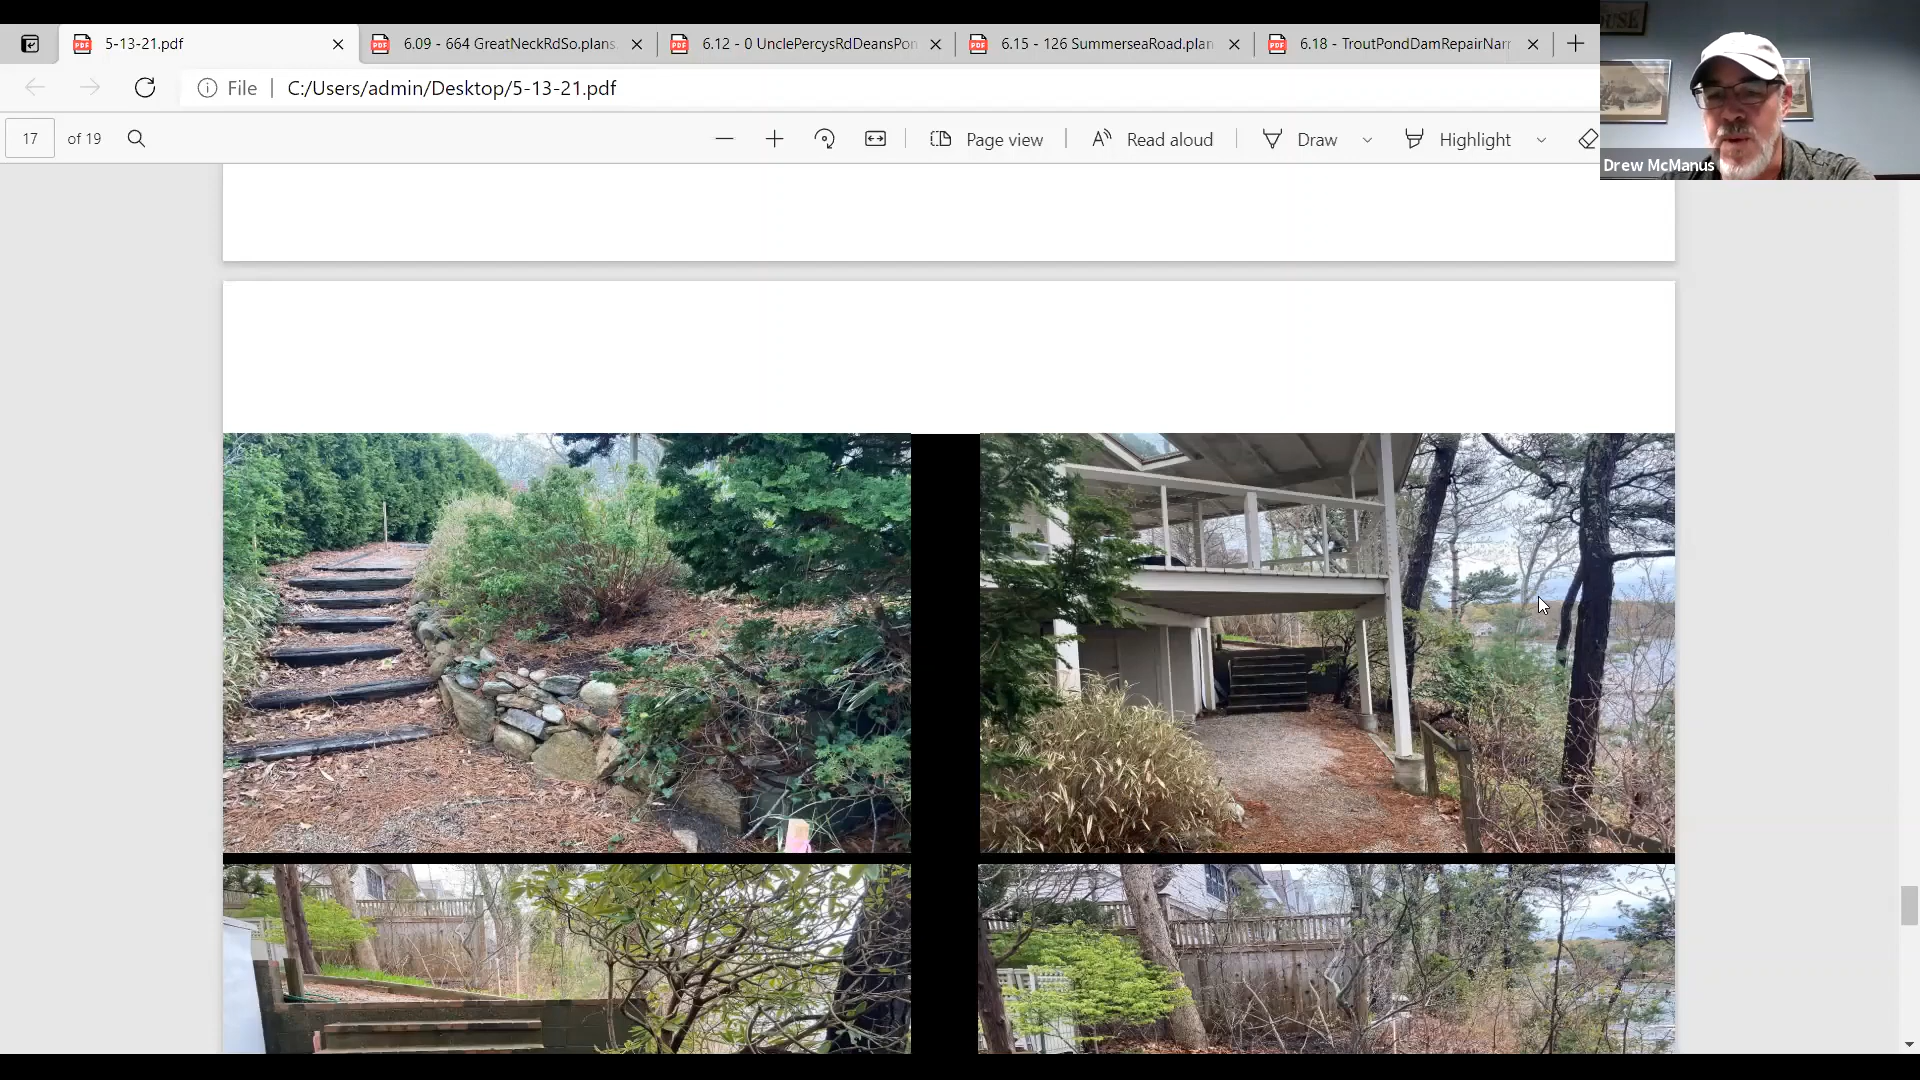 5-13-21.pdf
6.09 - 664 GreatNeckRdSo.plans.
6.12 - 0 UnclePercysRdDeansPon
6.15 - 126 SummerseaRoad.plan
6.18 - TroutPondDamRepairNarr
File
C:/Users/admin/Desktop/5-13-21.pdf
17
of 19
Page view
Read aloud
Draw
Highlight
Drew McManus